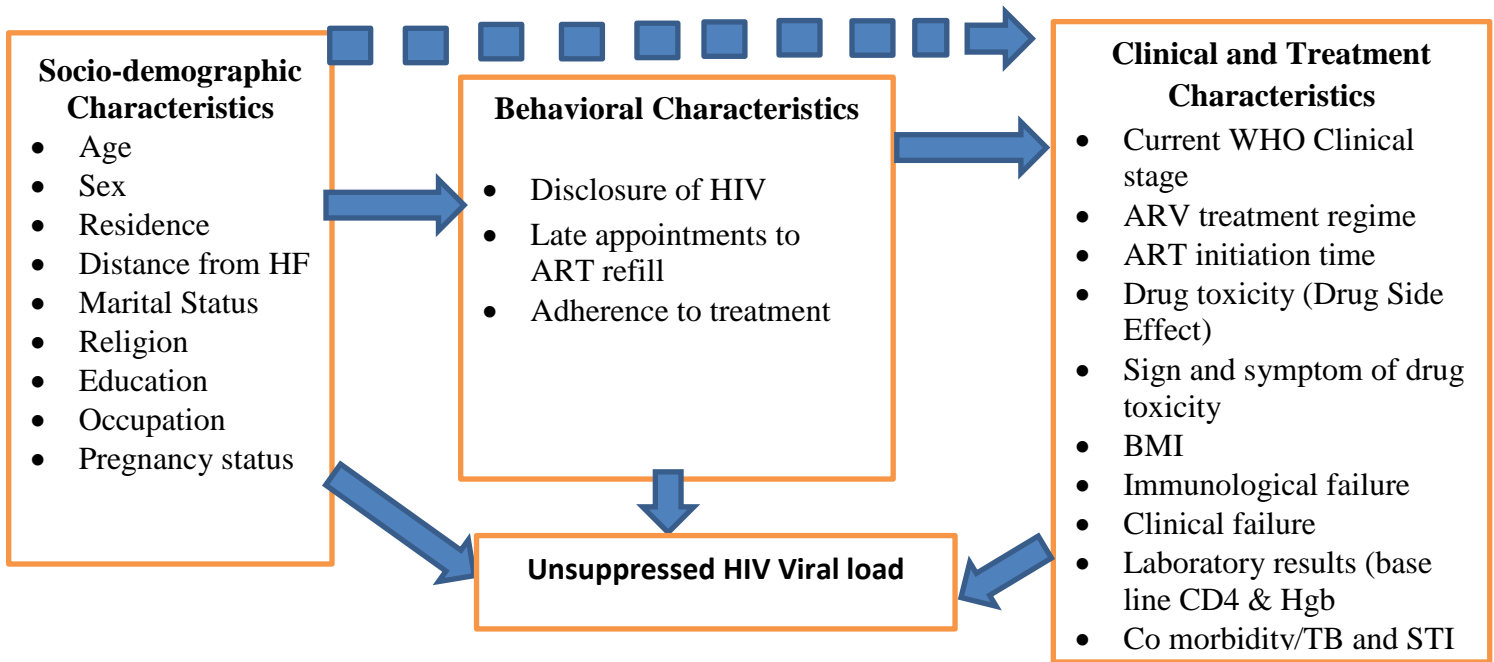 Socio-demographic
Characteristics
• Age
• Sex
• Residence
• Distance from HF
• Marital Status
• Religion
• Education
• Occupation
• Pregnancy status
Behavioral Characteristics
• Disclosure of HIV
• Late appointments to
ART refill
• Adherence to treatment
Clinical and Treatment
Characteristics
• Current WHO Clinical
stage
• ARV treatment regime
• ART initiation time
• Drug toxicity (Drug Side
Effect)
• Sign and symptom of drug
toxicity
• BMI
• Immunological failure
• Clinical failure
• Laboratory results (base
line CD4 & Hgb
• Co morbidity/TB and STI
Unsuppressed HIV Viral load